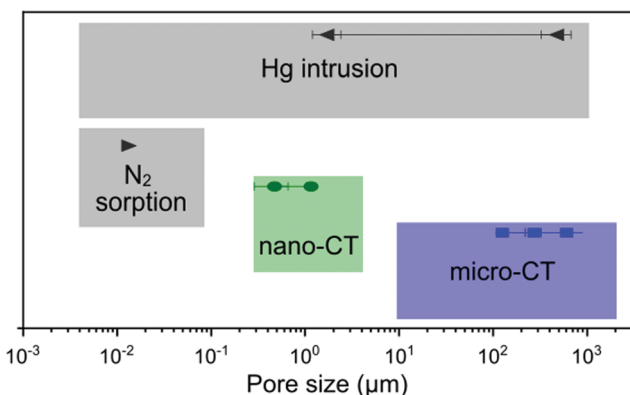 Hg intrusion
N₂
sorption
nano-CT
micro-CT
10⁻³ 10⁻² 10⁻¹ 10⁰ 10¹ 10² 10³
Pore size (µm)